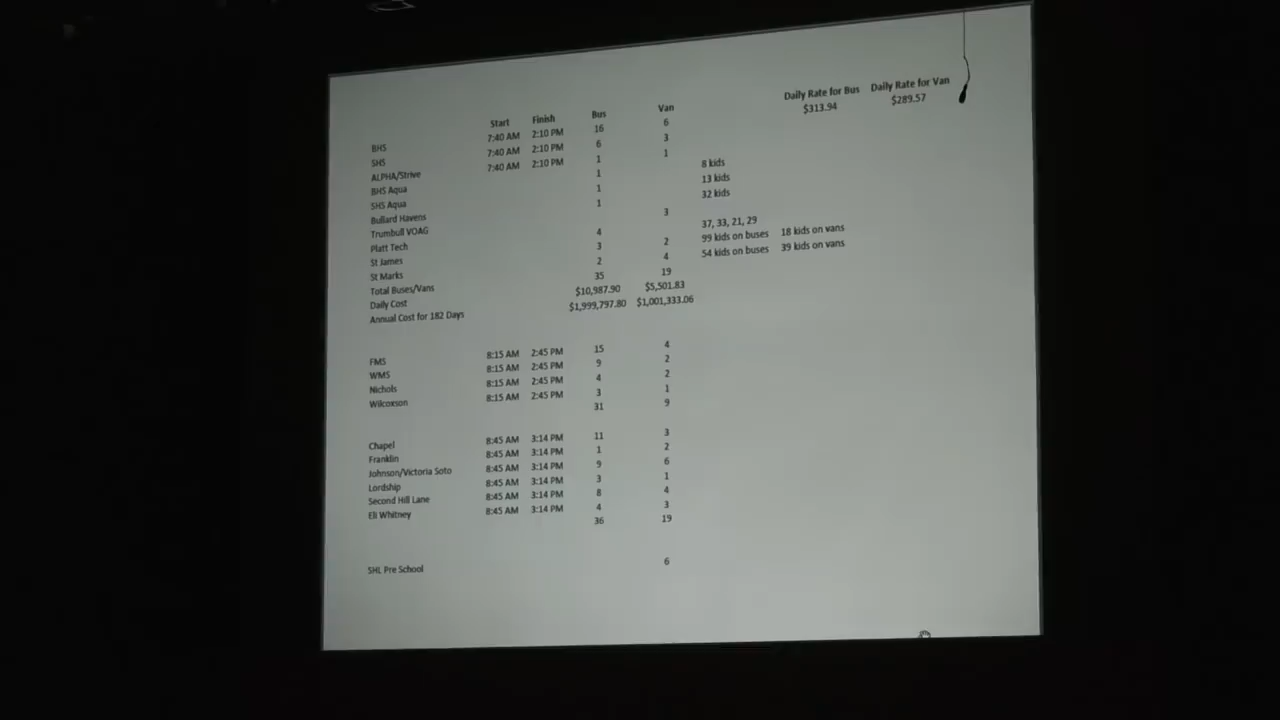 Daily Rate for Bus Daily Rate for Van
Start Finish Bus Van $313.94 $289.57
BHS 7:40 AM 2:10 PM 16 6
SHS 7:40 AM 2:10 PM 6 3
ALPHA/Strive 7:40 AM 2:10 PM 1 1
BHS Aqua 1 8 kids
SHS Aqua 1 13 kids
Bullard Havens 1 32 kids
Trumbull VOAG 3
Platt Tech 4 37, 33, 21, 29
St James 3 2 99 kids on buses 18 kids on vans
St Marks 2 4 54 kids on buses 39 kids on vans
Total Buses/Vans 35 19
Daily Cost $10,987.90 $5,501.83
Annual Cost for 182 Days $1,999,797.80 $1,001,333.06
FMS 8:15 AM 2:45 PM 15 4
WMS 8:15 AM 2:45 PM 9 2
Nichols 8:15 AM 2:45 PM 4 2
Wilcoxson 8:15 AM 2:45 PM 3 1
31 9
Chapel 8:45 AM 3:14 PM 11 3
Franklin 8:45 AM 3:14 PM 1 2
Johnson/Victoria Soto 8:45 AM 3:14 PM 9 6
Lordship 8:45 AM 3:14 PM 3 1
Second Hill Lane 8:45 AM 3:14 PM 8 4
Eli Whitney 8:45 AM 3:14 PM 4 3
36 19
SHL Pre School 6